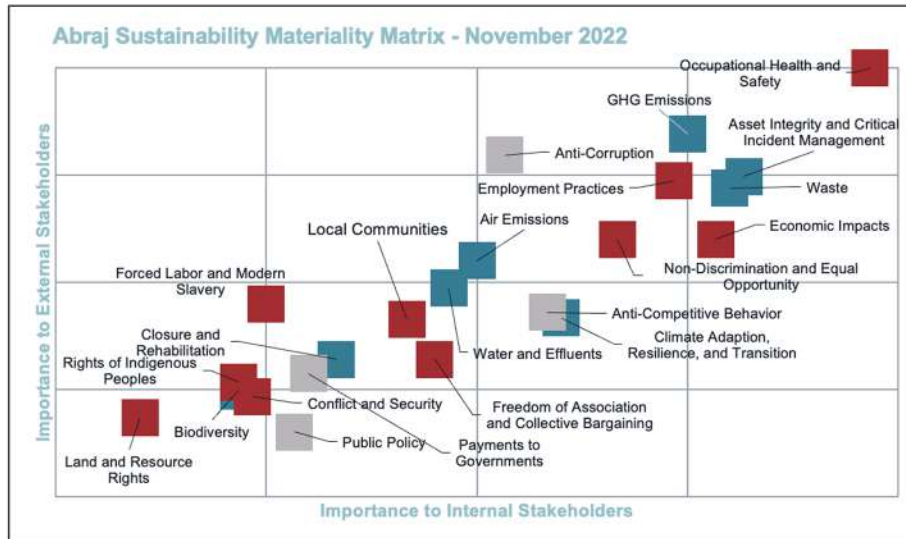 Abraj Sustainability Materiality Matrix - November 2022
Importance to External Stakeholders
Occupational Health and
Safety
GHG Emissions
Asset Integrity and Critical
Incident Management
Anti-Corruption
Employment Practices
Waste
Air Emissions
Local Communities
Economic Impacts
Non-Discrimination and Equal
Opportunity
Forced Labor and Modern
Slavery
Anti-Competitive Behavior
Closure and
Rehabilitation
Water and Effluents
Climate Adaption,
Resilience, and Transition
Rights of Indigenous
Peoples
Conflict and Security
Freedom of Association
and Collective Bargaining
Biodiversity
Public Policy
Payments to
Governments
Land and Resource
Rights
Importance to Internal Stakeholders